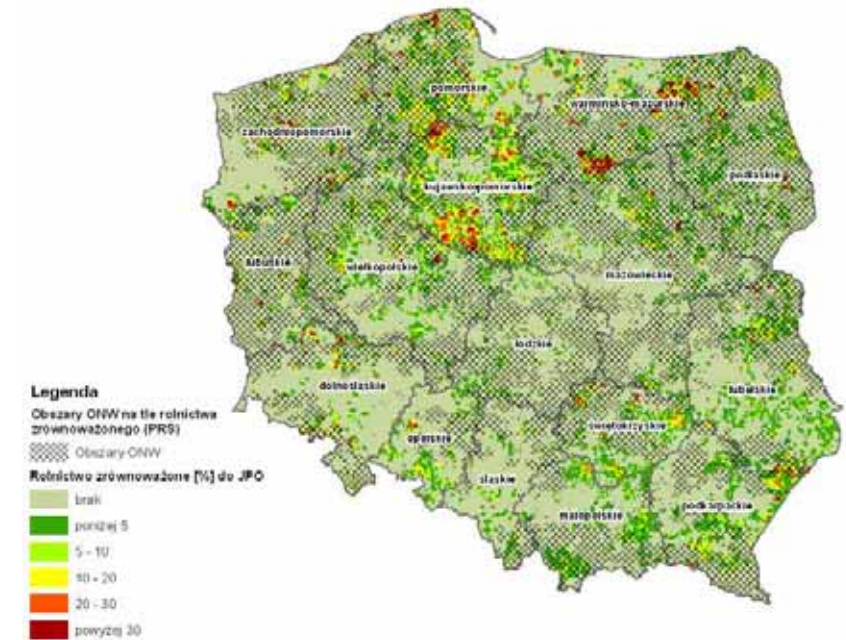 pomorskie
warmińsko-mazurskie
zachodniopomorskie
podlaskie
kujawsko-pomorskie
lubuskie
wielkopolskie
mazowieckie
łódzkie
dolnośląskie
lubelskie
opolskie
świętokrzyskie
śląskie
małopolskie
podkarpackie
Legenda
Obszary ONW na tle rolnictwa
zrównoważonego (PRS)
Obszary ONW
Rolnictwo zrównoważone [%] do JPO
brak
poniżej 5
5 - 10
10 - 20
20 - 30
powyżej 30